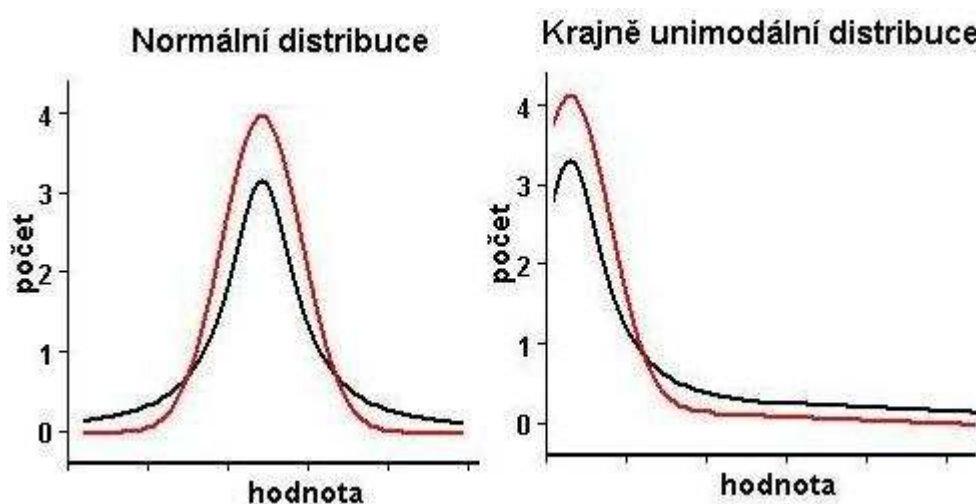 Normální distribuce
4
3
2
1
0
počet
hodnota
Krajně unimodální distribuce
4
3
2
1
0
počet
hodnota